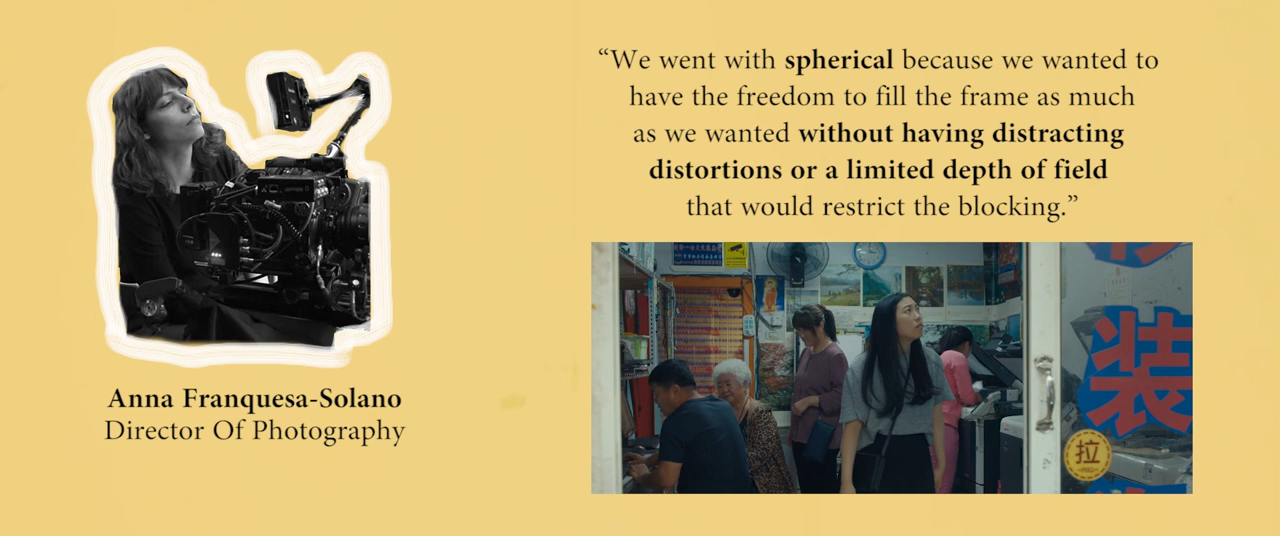 “We went with spherical because we wanted to
have the freedom to fill the frame as much
as we wanted without having distracting
distortions or a limited depth of field
that would restrict the blocking.”
装
拉
Anna Franquesa-Solano
Director Of Photography